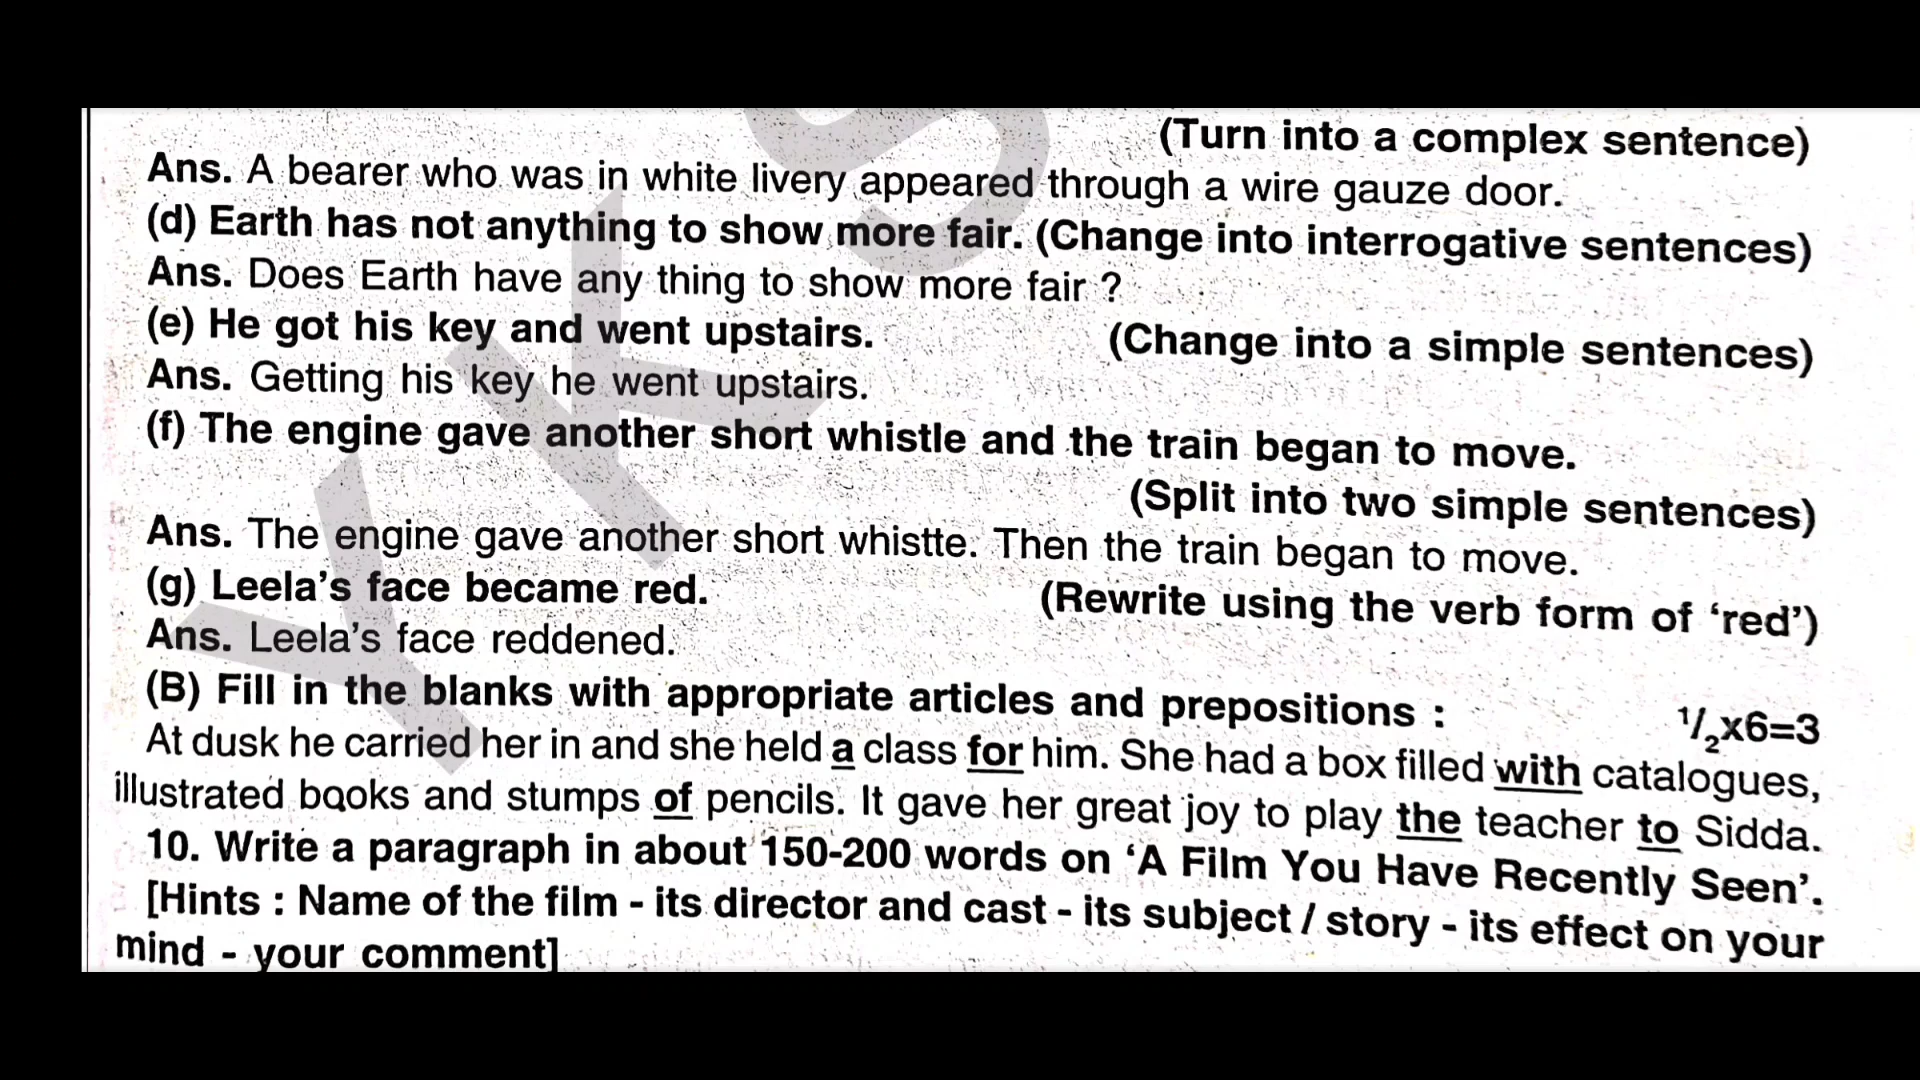 (Turn into a complex sentence)
Ans. A bearer who was in white livery appeared through a wire gauze door.
(d) Earth has not anything to show more fair. (Change into interrogative sentences)
Ans. Does Earth have any thing to show more fair ?
(e) He got his key and went upstairs. (Change into a simple sentences)
Ans. Getting his key he went upstairs.
(f) The engine gave another short whistle and the train began to move.
(Split into two simple sentences)
Ans. The engine gave another short whistte. Then the train began to move.
(g) Leela's face became red. (Rewrite using the verb form of 'red')
Ans. Leela's face reddened.
(B) Fill in the blanks with appropriate articles and prepositions : 1/2x6=3
At dusk he carried her in and she held a class for him. She had a box filled with catalogues,
illustrated books and stumps of pencils. It gave her great joy to play the teacher to Sidda.
10. Write a paragraph in about 150-200 words on 'A Film You Have Recently Seen'.
[Hints : Name of the film - its director and cast - its subject / story - its effect on your
mind - your comment]